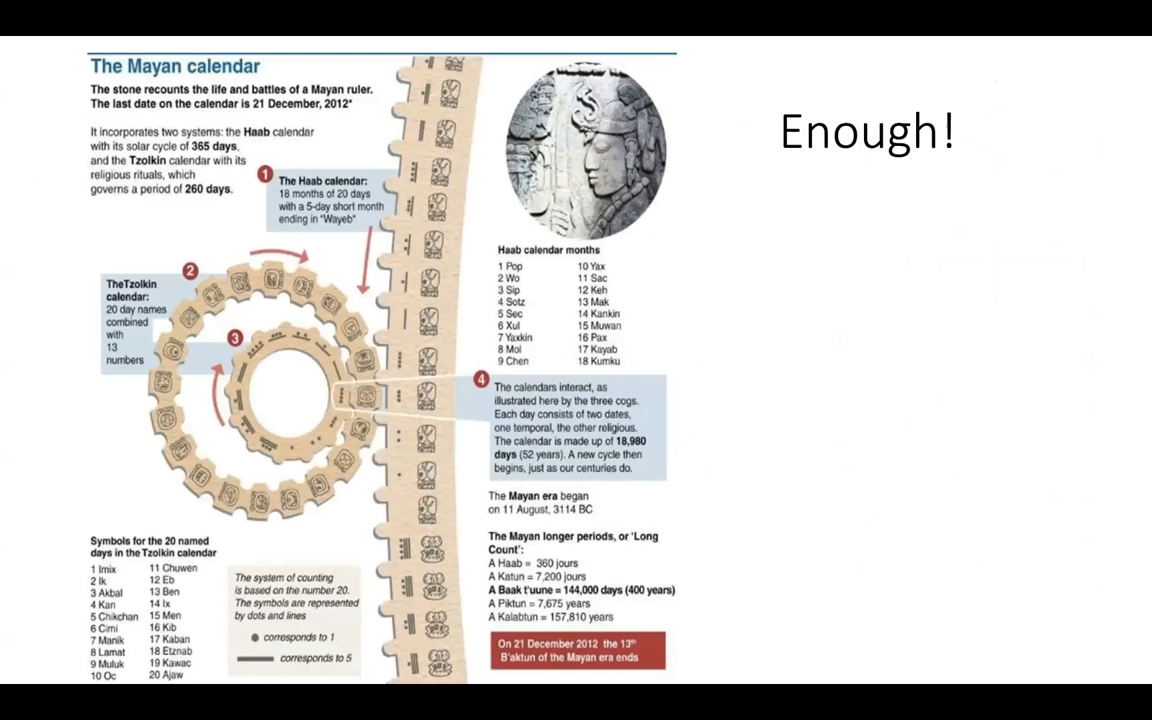 The Mayan calendar
The stone recounts the life and battles of a Mayan ruler.
The last date on the calendar is 21 December, 2012*
It incorporates two systems: the Haab calendar
with its solar cycle of 365 days,
and the Tzolkin calendar with its
religious rituals, which
governs a period of 260 days.
1
The Haab calendar:
18 months of 20 days
with a 5-day short month
ending in "Wayeb"
2
TheTzolkin
calendar:
20 day names
combined
with
13
numbers
3
Symbols for the 20 named
days in the Tzolkin calendar
1 Imix
2 Ik
3 Akbal
4 Kan
5 Chikchan
6 Cimi
7 Manik
8 Lamat
9 Muluk
10 Oc
11 Chuwen
12 Eb
13 Ben
14 Ix
15 Men
16 Kib
17 Kaban
18 Etznab
19 Kawac
20 Ajaw
The system of counting
is based on the number 20.
The symbols are represented
by dots and lines
corresponds to 1
corresponds to 5
Haab calendar months
1 Pop
2 Wo
3 Sip
4 Sotz
5 Sec
6 Xul
7 Yaxkin
8 Mol
9 Chen
10 Yax
11 Sac
12 Keh
13 Mak
14 Kankin
15 Muwan
16 Pax
17 Kayab
18 Kumku
4
The calendars interact, as
illustrated here by the three cogs.
Each day consists of two dates,
one temporal, the other religious.
The calendar is made up of 18,980
days (52 years). A new cycle then
begins, just as our centuries do.
The Mayan era began
on 11 August, 3114 BC
The Mayan longer periods, or 'Long
Count':
A Haab = 360 jours
A Katun = 7,200 jours
A Baak t'uune = 144,000 days (400 years)
A Piktun = 7,675 years
A Kalabtun = 157,810 years
On 21 December 2012 the 13th
B'aktun of the Mayan era ends
Enough!